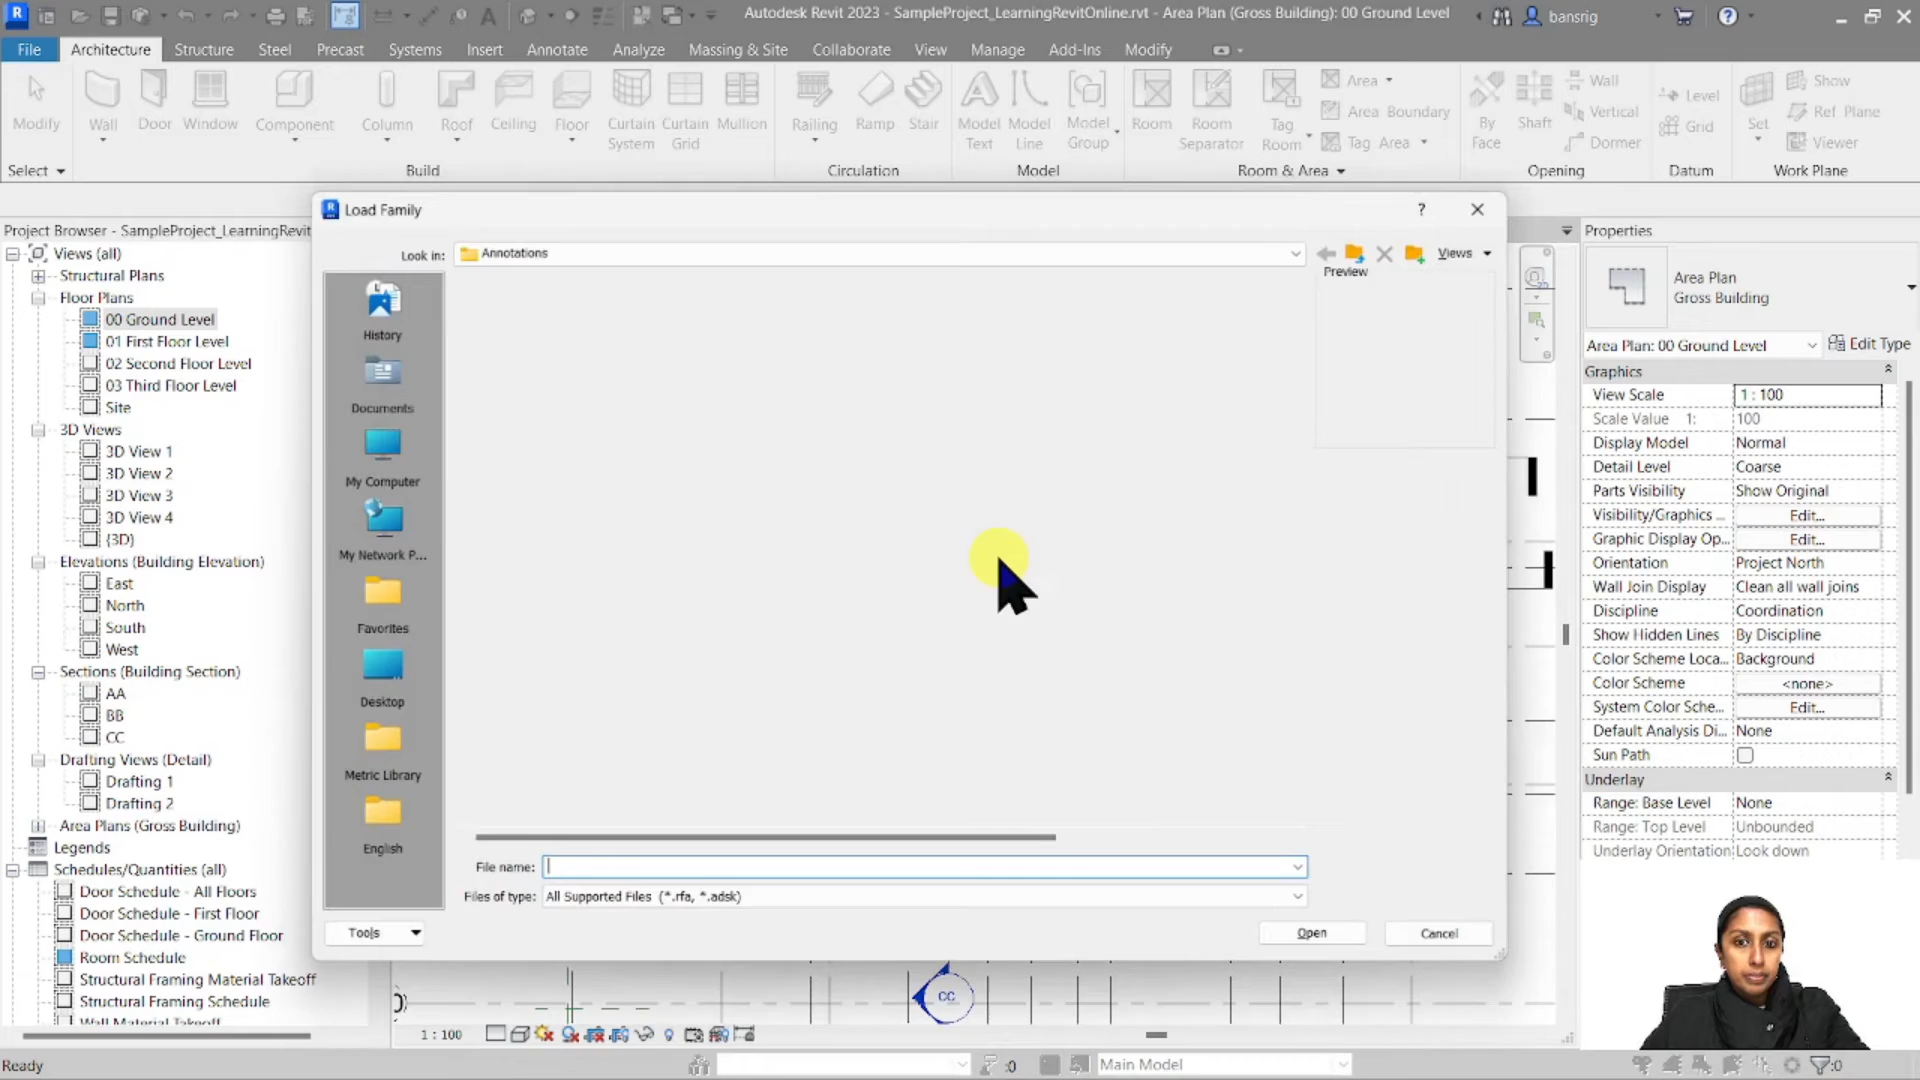 Autodesk Revit 2023 - SampleProject_LearningRevitOnline.rvt - Area Plan (Gross Building): 00 Ground Level
bansrig
File Architecture Structure Steel Precast Systems Insert Annotate Analyze Massing & Site Collaborate View Manage Add-Ins Modify
Modify
Wall Door Window Component Column Roof Ceiling Floor Curtain System Curtain Grid Mullion
Railing Ramp Stair
Model Text Model Line Model Group
Room Room Separator Tag Room Area Area Boundary Tag Area
By Face Shaft Wall Vertical Dormer
Level Grid
Set Show Ref Plane Viewer
Select Build Circulation Model Room & Area Opening Datum Work Plane
Project Browser - SampleProject_LearningRevit
Views (all)
Structural Plans
Floor Plans
00 Ground Level
01 First Floor Level
02 Second Floor Level
03 Third Floor Level
Site
3D Views
3D View 1
3D View 2
3D View 3
3D View 4
{3D}
Elevations (Building Elevation)
East
North
South
West
Sections (Building Section)
AA
BB
CC
Drafting Views (Detail)
Drafting 1
Drafting 2
Area Plans (Gross Building)
Legends
Schedules/Quantities (all)
Door Schedule - All Floors
Door Schedule - First Floor
Door Schedule - Ground Floor
Room Schedule
Structural Framing Material Takeoff
Structural Framing Schedule
Wall Material Takeoff
Load Family
?
Look in: Annotations
Views
Preview
History
Documents
My Computer
My Network P...
Favorites
Desktop
Metric Library
English
File name:
Files of type: All Supported Files (*.rfa, *.adsk)
Tools
Open Cancel
CC
Properties
Area Plan
Gross Building
Area Plan: 00 Ground Level Edit Type
Graphics
View Scale 1 : 100
Scale Value 1: 100
Display Model Normal
Detail Level Coarse
Parts Visibility Show Original
Visibility/Graphics ... Edit...
Graphic Display Op... Edit...
Orientation Project North
Wall Join Display Clean all wall joins
Discipline Coordination
Show Hidden Lines By Discipline
Color Scheme Loca... Background
Color Scheme <none>
System Color Sche... Edit...
Default Analysis Di... None
Sun Path
Underlay
Range: Base Level None
Range: Top Level Unbounded
Underlay Orientation Look down
1 : 100
Ready
:0
Main Model
:0